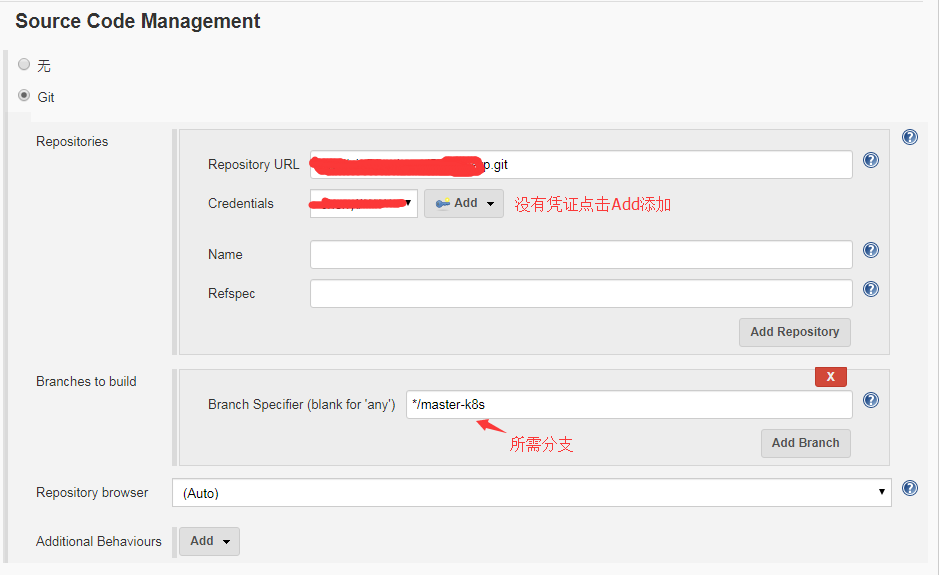 Source Code Management
无
Git
Repositories
Repository URL
p.git
Credentials
Add
没有凭证点击Add添加
Name
Refspec
Add Repository
Branches to build
X
Branch Specifier (blank for 'any')
*/master-k8s
所需分支
Add Branch
Repository browser
(Auto)
Additional Behaviours
Add